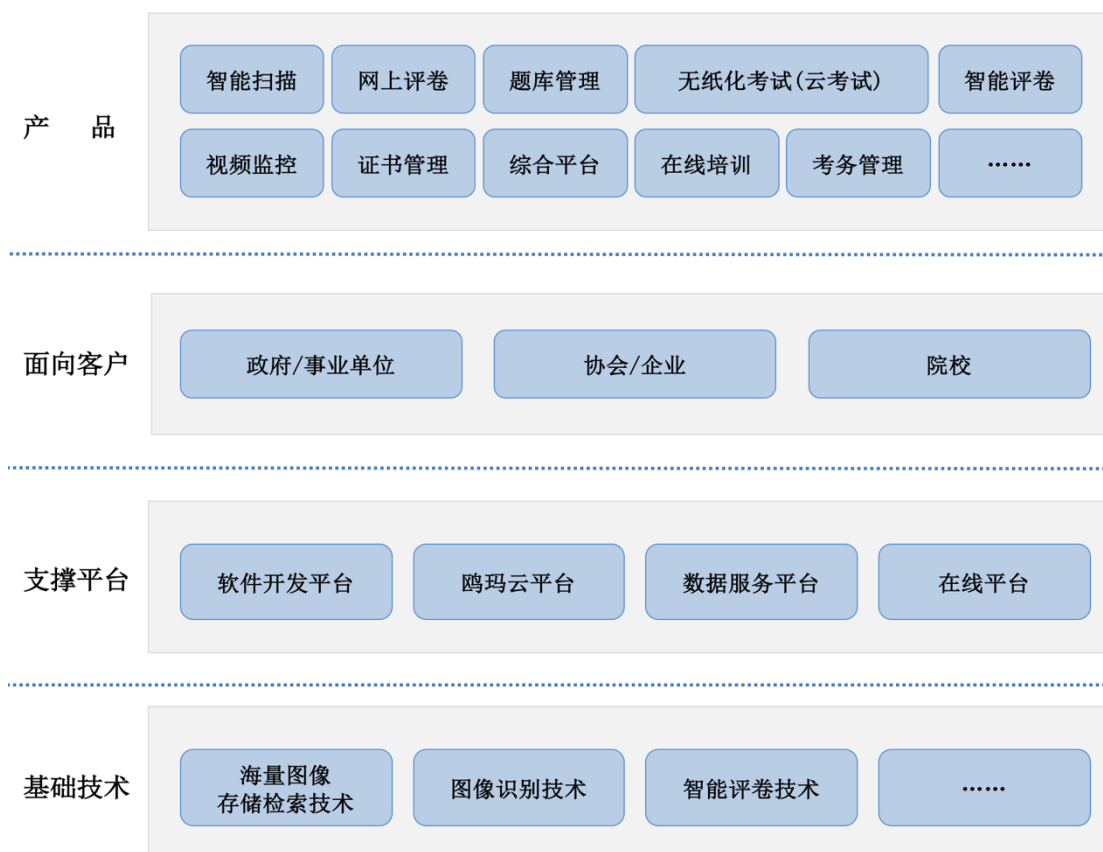 智能扫描 网上评卷 题库管理 无纸化考试(云考试) 智能评卷
产 品
视频监控 证书管理 综合平台 在线培训 考务管理 ……
面向客户 政府/事业单位 协会/企业 院校
支撑平台 软件开发平台 鸥玛云平台 数据服务平台 在线平台
基础技术 海量图像
存储检索技术 图像识别技术 智能评卷技术 ……